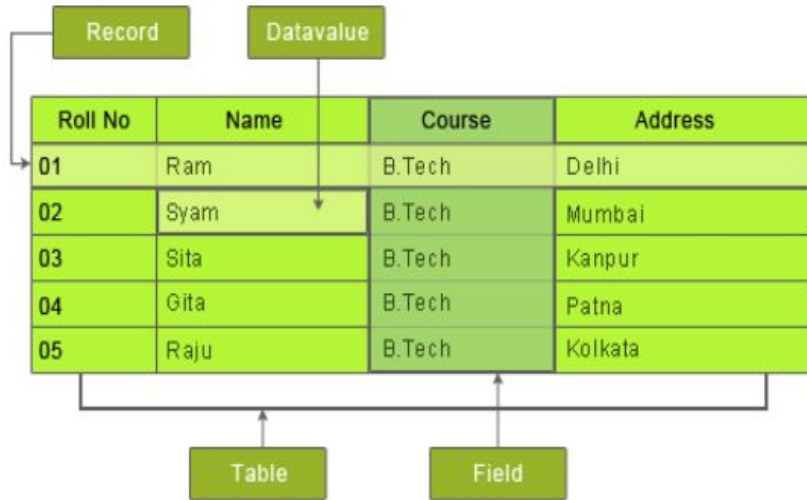 Record Datavalue
Roll No Name Course Address
01 Ram B.Tech Delhi
02 Syam B.Tech Mumbai
03 Sita B.Tech Kanpur
04 Gita B.Tech Patna
05 Raju B.Tech Kolkata
Table Field